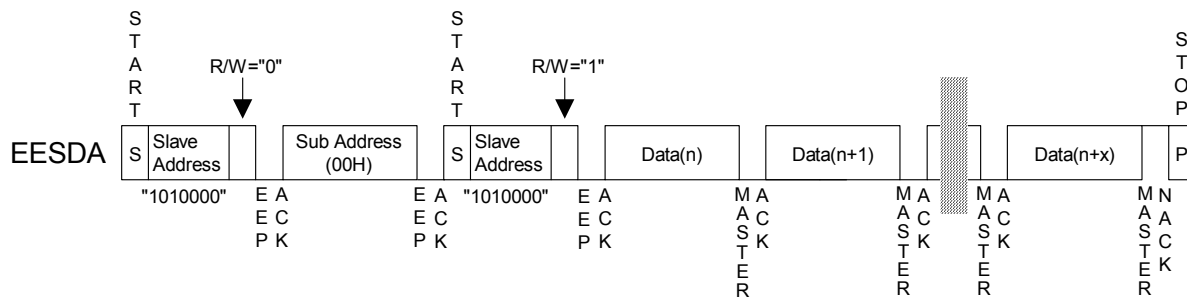 START
START
STOP
R/W="0"
R/W="1"
EESDA
S
Slave Address
Sub Address (00H)
S
Slave Address
Data(n)
Data(n+1)
Data(n+x)
P
"1010000"
EEP ACK
EEP ACK
"1010000"
EEP ACK
MASTER ACK
MASTER ACK
MASTER ACK
MASTER NACK